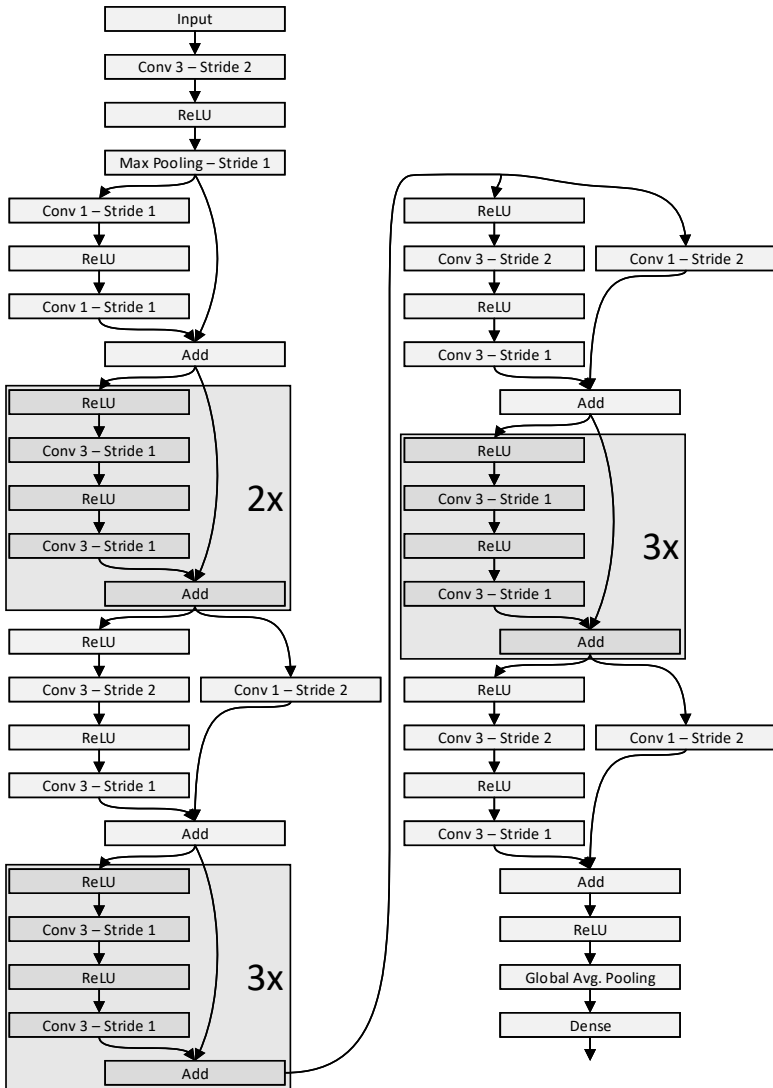 Input
Conv 3 – Stride 2
ReLU
Max Pooling – Stride 1
Conv 1 – Stride 1
ReLU
Conv 1 – Stride 1
Add
ReLU
Conv 3 – Stride 1
ReLU
2x
Conv 3 – Stride 1
Add
ReLU
Conv 3 – Stride 2
Conv 1 – Stride 2
ReLU
Conv 3 – Stride 1
Add
ReLU
Conv 3 – Stride 1
ReLU
3x
Conv 3 – Stride 1
Add
ReLU
Conv 3 – Stride 2
Conv 1 – Stride 2
ReLU
Conv 3 – Stride 1
Add
ReLU
Conv 3 – Stride 1
ReLU
3x
Conv 3 – Stride 1
Add
ReLU
Conv 3 – Stride 2
Conv 1 – Stride 2
ReLU
Conv 3 – Stride 1
Add
ReLU
Global Avg. Pooling
Dense